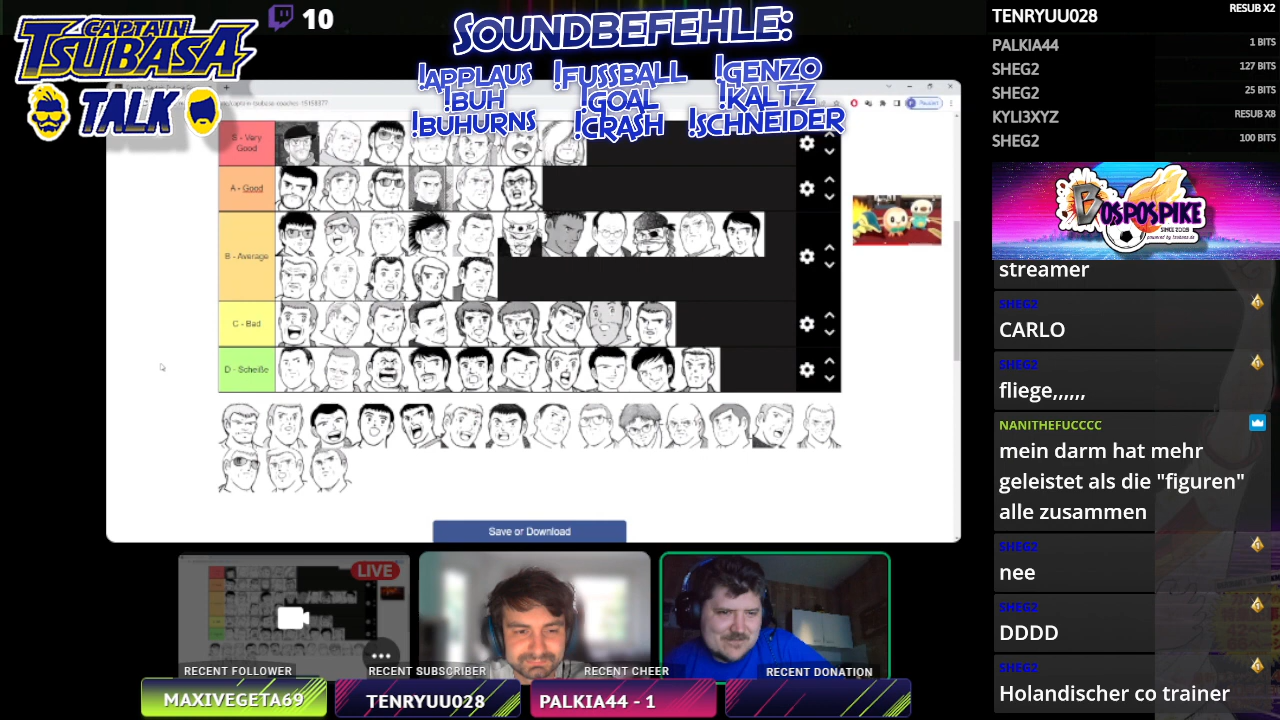 CAPTAIN
TSUBASA
TALK
10
SOUNDBEFEHLE:
!APPLAUS !FUSSBALL !GENZO
!BUH !GOAL !KALTZ
!BUHURNS !CRASH !SCHNEIDER
TENRYUU028 RESUB X2
PALKIA44 1 BITS
SHEG2 127 BITS
SHEG2 25 BITS
KYLI3XYZ RESUB X8
SHEG2 100 BITS
BOSPOSPIKE
SINCE 2008
S - Very
Good
A - Good
B - Average
C - Bad
D - Scheiße
Save or Download
streamer
SHEG2
CARLO
SHEG2
fliege,,,,,,
NANITHEFUCCCC
mein darm hat mehr
geleistet als die "figuren"
alle zusammen
SHEG2
nee
SHEG2
DDDD
SHEG2
Holandischer co trainer
LIVE
RECENT FOLLOWER
RECENT SUBSCRIBER
RECENT CHEER
RECENT DONATION
MAXIVEGETA69
TENRYUU028
PALKIA44 - 1